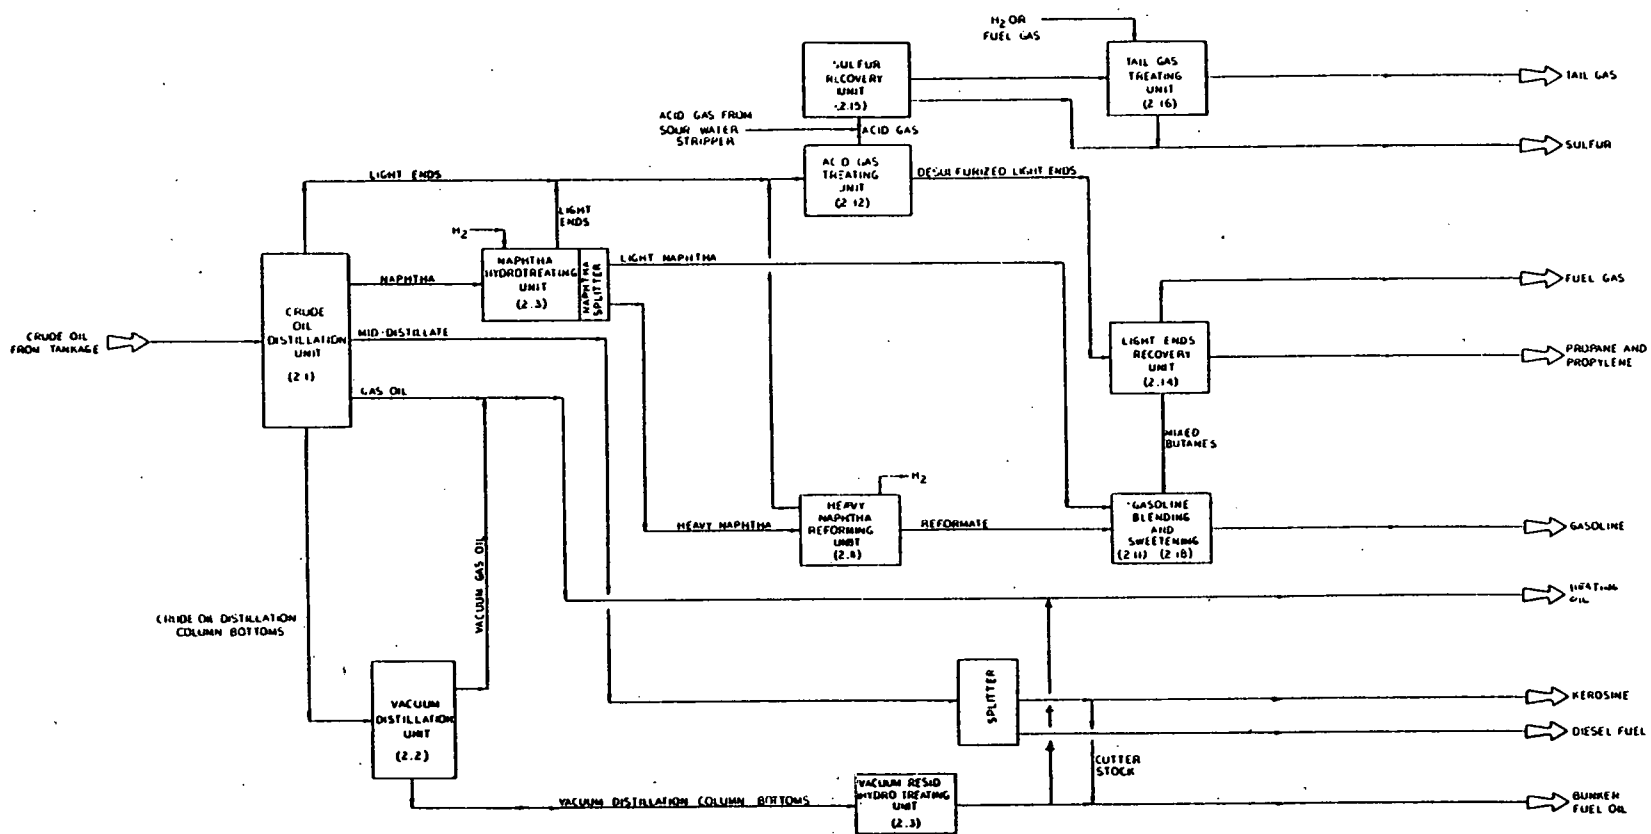 H2 OR
FUEL GAS
SULFUR
RECOVERY
UNIT
(2.15)
TAIL GAS
TREATING
UNIT
(2.16)
TAIL GAS
ACID GAS FROM
SOUR WATER
STRIPPER
ACID GAS
SULFUR
LIGHT ENDS
ACID GAS
TREATING
UNIT
(2.12)
DESULFURIZED LIGHT ENDS
LIGHT
ENDS
H2
NAPHTHA
HYDROTREATING
UNIT
(2.3)
NAPHTHA
SPLITTER
LIGHT NAPHTHA
NAPHTHA
FUEL GAS
CRUDE
OIL
DISTILLATION
UNIT
(2.1)
CRUDE OIL
FROM TANKAGE
MID-DISTILLATE
LIGHT ENDS
RECOVERY
UNIT
(2.14)
PROPANE AND
PROPYLENE
GAS OIL
MIXED
BUTANES
H2
HEAVY
NAPHTHA
REFORMING
UNIT
HEAVY NAPHTHA
REFORMATE
GASOLINE
BLENDING
AND
SWEETENING
(2.11) (2.18)
GASOLINE
VACUUM GAS OIL
HEATING
OIL
CRUDE OIL DISTILLATION
COLUMN BOTTOMS
VACUUM
DISTILLATION
UNIT
(2.2)
SPLITTER
KEROSINE
DIESEL FUEL
CUTTER
STOCK
VACUUM DISTILLATION COLUMN BOTTOMS
VACUUM RESID
HYDRO TREATING
UNIT
(2.3)
BUNKER
FUEL OIL